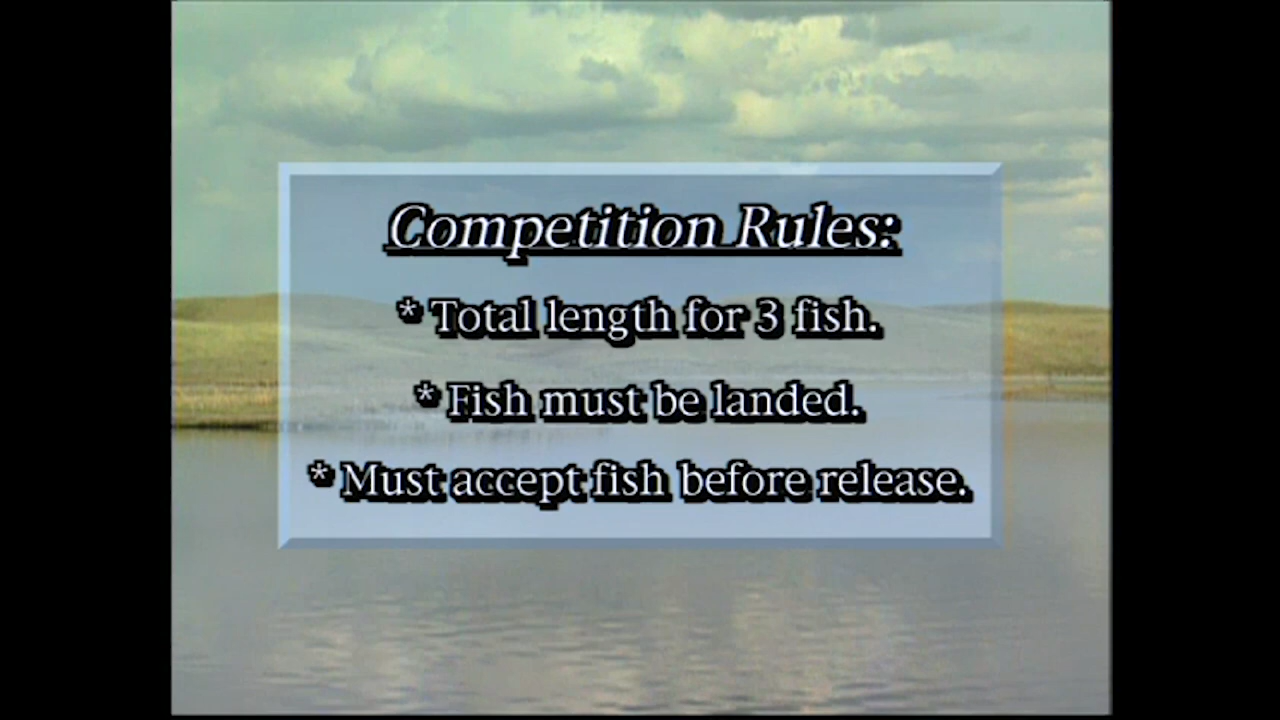 Competition Rules:
* Total length for 3 fish.
* Fish must be landed.
* Must accept fish before release.